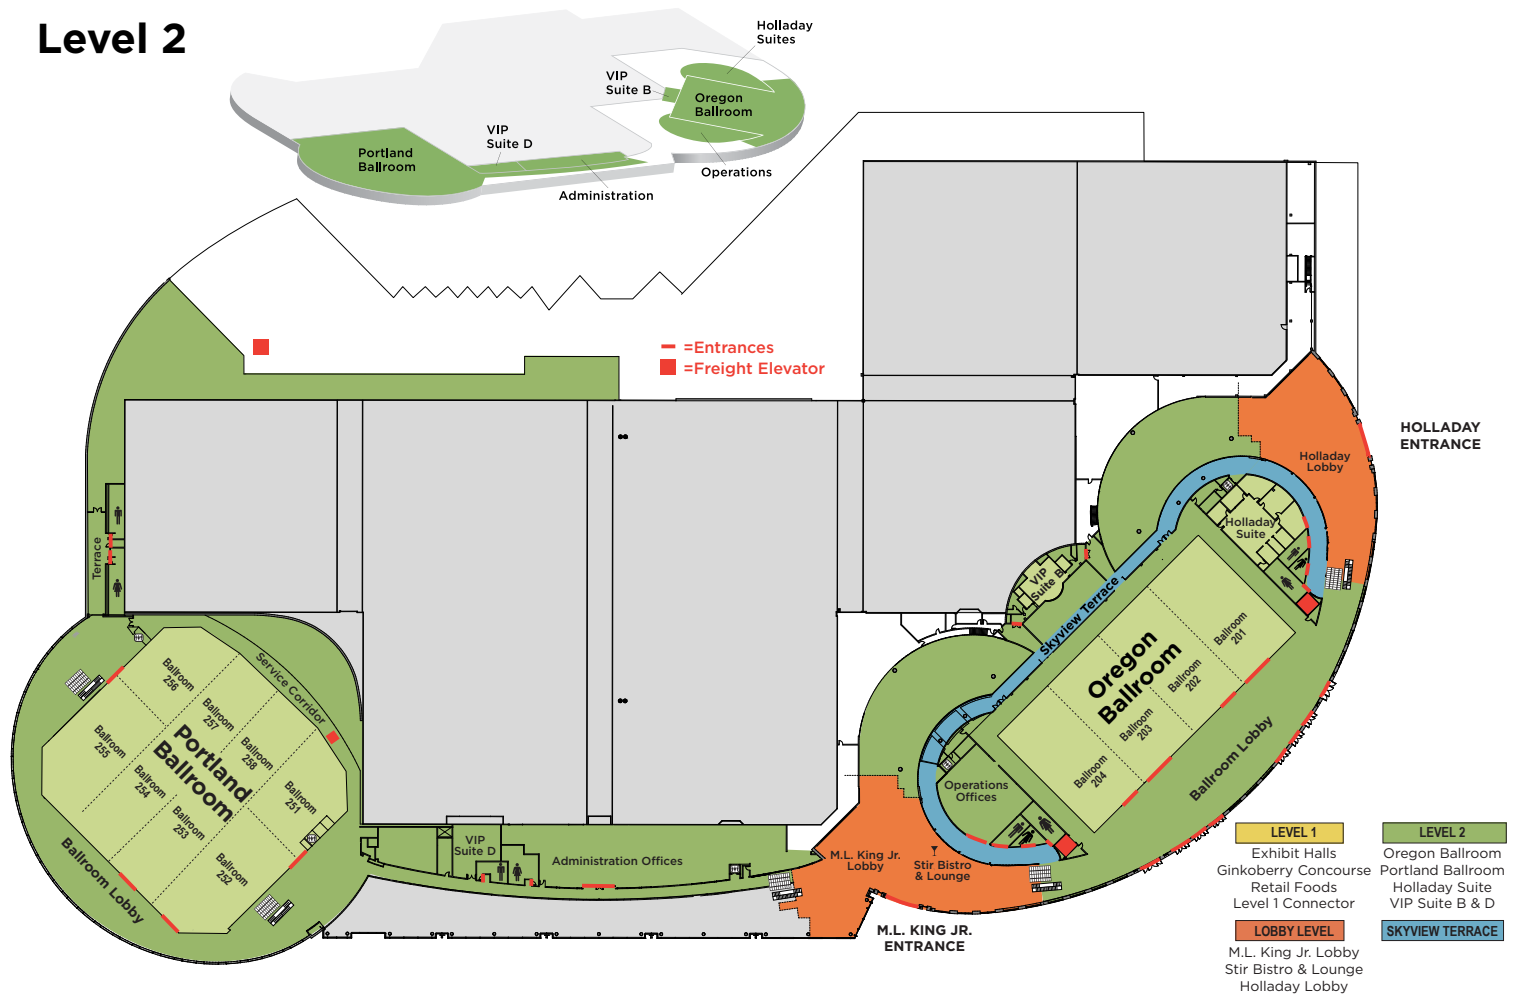 Level 2
Holladay
Suites
VIP
Suite B
Oregon
Ballroom
VIP
Suite D
Portland
Ballroom
Operations
Administration
=Entrances
=Freight Elevator
HOLLADAY
ENTRANCE
Holladay
Lobby
Holladay
Suite
Terrace
VIP
Suite B
Skyview Terrace
Oregon
Ballroom
Ballroom
201
Ballroom
202
Ballroom
203
Ballroom
204
Ballroom Lobby
Service Corridor
Ballroom
256
Ballroom
257
Ballroom
258
Ballroom
255
Ballroom
254
Ballroom
253
Ballroom
251
Ballroom
252
Portland
Ballroom
Ballroom Lobby
Operations
Offices
VIP
Suite D
Administration Offices
M.L. King Jr.
Lobby
Stir Bistro
& Lounge
M.L. KING JR.
ENTRANCE
LEVEL 1
Exhibit Halls
Ginkoberry Concourse
Retail Foods
Level 1 Connector
LEVEL 2
Oregon Ballroom
Portland Ballroom
Holladay Suite
VIP Suite B & D
LOBBY LEVEL
M.L. King Jr. Lobby
Stir Bistro & Lounge
Holladay Lobby
SKYVIEW TERRACE